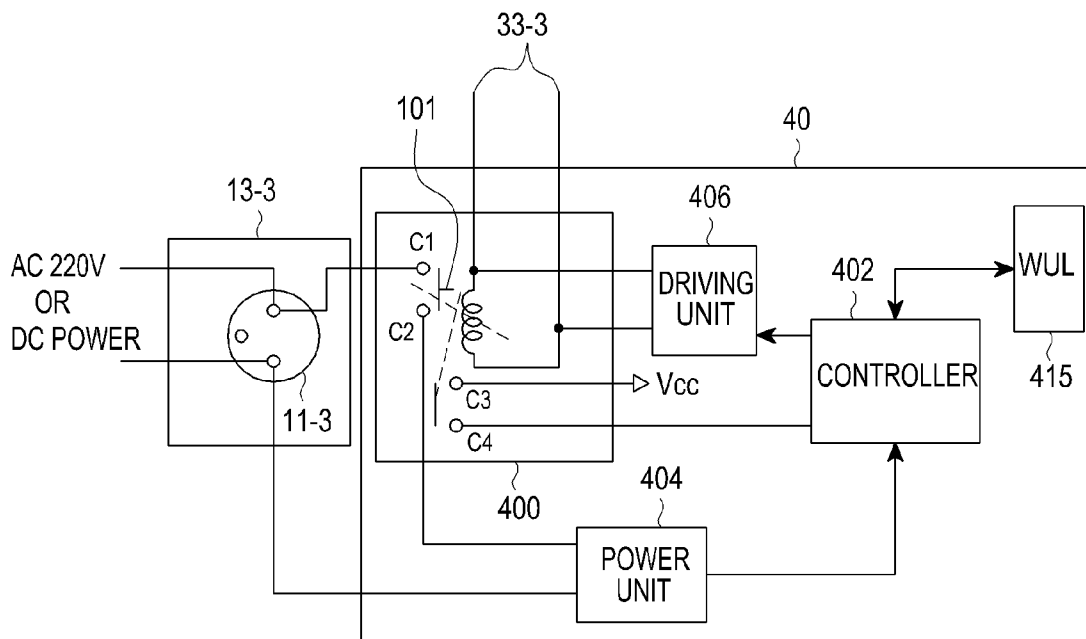 33-3
101
40
13-3
406
C1
AC 220V
OR
DC POWER
DRIVING
UNIT
WUL
402
C2
415
CONTROLLER
C3
Vcc
11-3
C4
400
404
POWER
UNIT